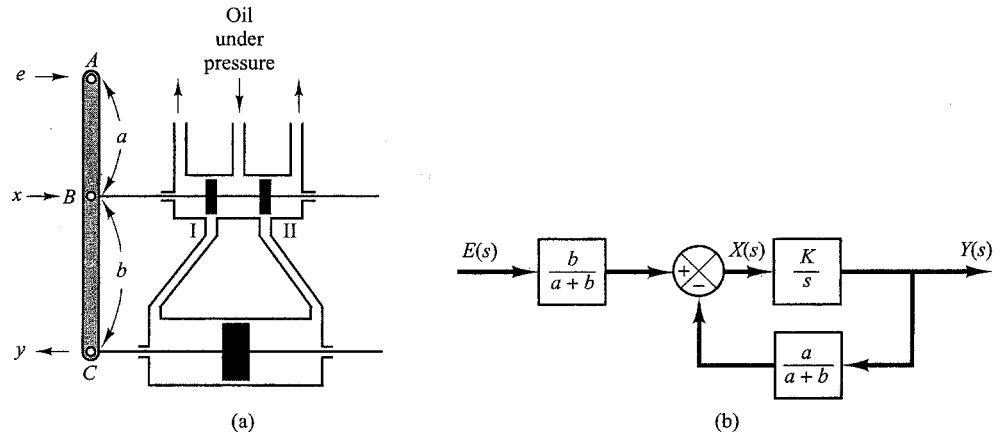 Oil
under
pressure
A
e
a
x
B
I
II
b
y
C
(a)
E(s)
b
a + b
+
−
X(s)
K
s
Y(s)
a
a + b
(b)